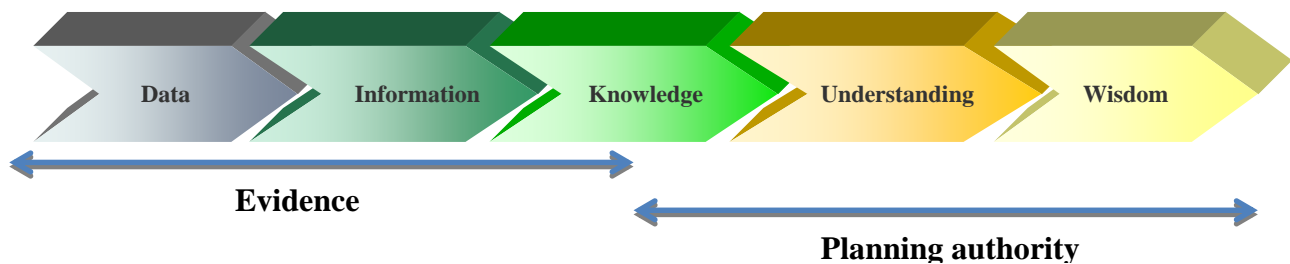 Data Information Knowledge Understanding Wisdom
Evidence
Planning authority